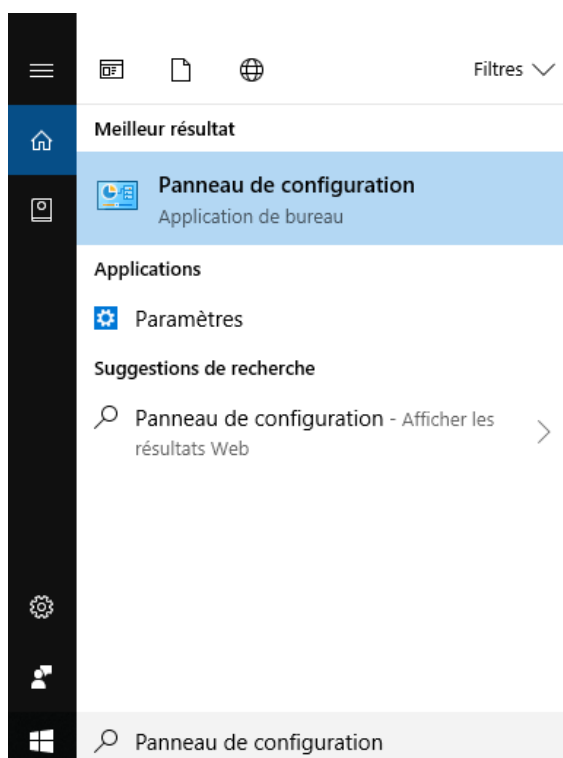 Filtres
Meilleur résultat
Panneau de configuration
Application de bureau
Applications
Paramètres
Suggestions de recherche
Panneau de configuration - Afficher les
résultats Web
Panneau de configuration